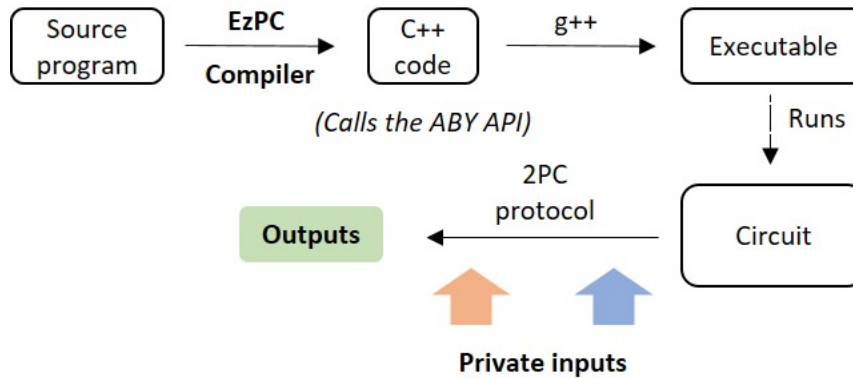 Source
program
EzPC
Compiler
C++
code
g++
Executable
(Calls the ABY API)
Runs
2PC
protocol
Circuit
Outputs
Private inputs